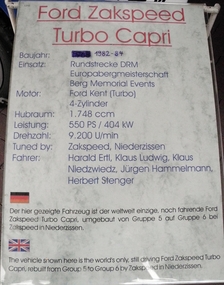 Ford Zakspeed
Turbo Capri
Baujahr: 1982-84
Einsatz: Rundstrecke DRM
Europabergmeisterschaft
Berg Memorial Events
Motor: Ford Kent (Turbo)
4-Zylinder
Hubraum: 1.748 ccm
Leistung: 550 PS / 404 kW
Drehzahl: 9.200 U/min
Tuned by: Zakspeed, Niederzissen
Fahrer: Harald Ertl, Klaus Ludwig, Klaus
Niedzwiedz, Jürgen Hammelmann,
Herbert Stenger
Der hier gezeigte Fahrzeug ist der weltweit einzige, noch fahrende Ford
Zakspeed Turbo Capri, umgebaut von Gruppe 5 auf Gruppe 6 bei
Zakspeed in Niederzissen.
The vehicle shown here is the world's only, still driving Ford Zakspeed Turbo
Capri, rebuilt from Group 5 to Group 6 by Zakspeed in Niederzissen.